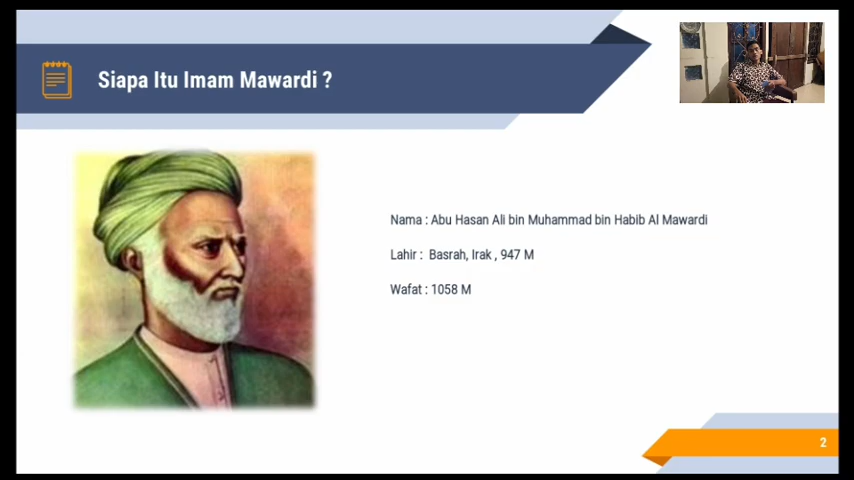 Siapa Itu Imam Mawardi ?
Nama : Abu Hasan Ali bin Muhammad bin Habib Al Mawardi
Lahir : Basrah, Irak , 947 M
Wafat : 1058 M
2